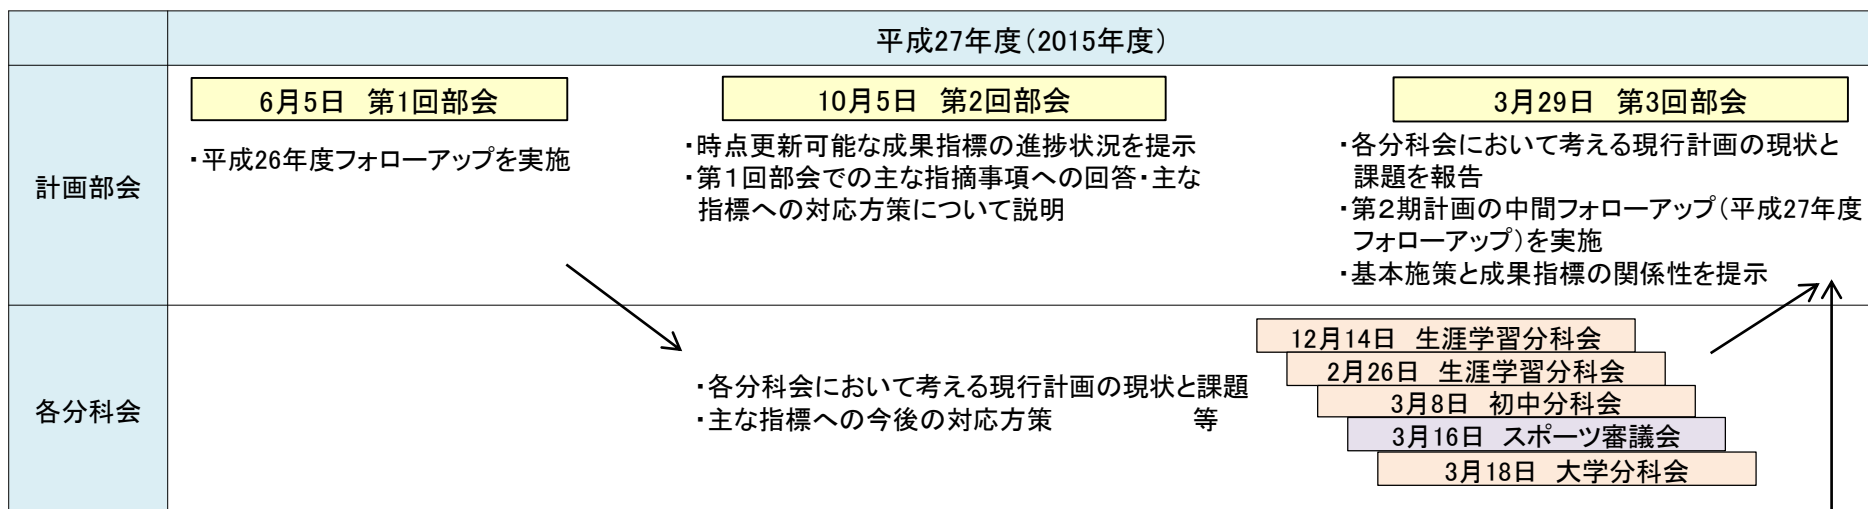 平成27年度（2015年度）
計画部会
6月5日 第1回部会
・平成26年度フォローアップを実施
10月5日 第2回部会
・時点更新可能な成果指標の進捗状況を提示
・第１回部会での主な指摘事項への回答・主な
指標への対応方策について説明
3月29日 第3回部会
・各分科会において考える現行計画の現状と
課題を報告
・第２期計画の中間フォローアップ（平成27年度
フォローアップ）を実施
・基本施策と成果指標の関係性を提示
各分科会
・各分科会において考える現行計画の現状と課題
・主な指標への今後の対応方策 等
12月14日 生涯学習分科会
2月26日 生涯学習分科会
3月8日 初中分科会
3月16日 スポーツ審議会
3月18日 大学分科会